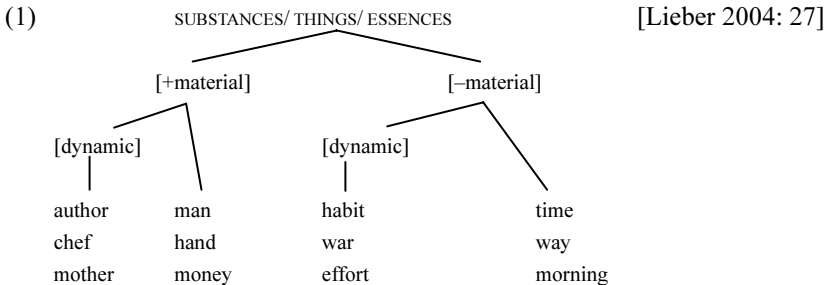 (1) SUBSTANCES/ THINGS/ ESSENCES [Lieber 2004: 27]
[+material] [–material]
[dynamic] [dynamic]
author man habit time
chef hand war way
mother money effort morning